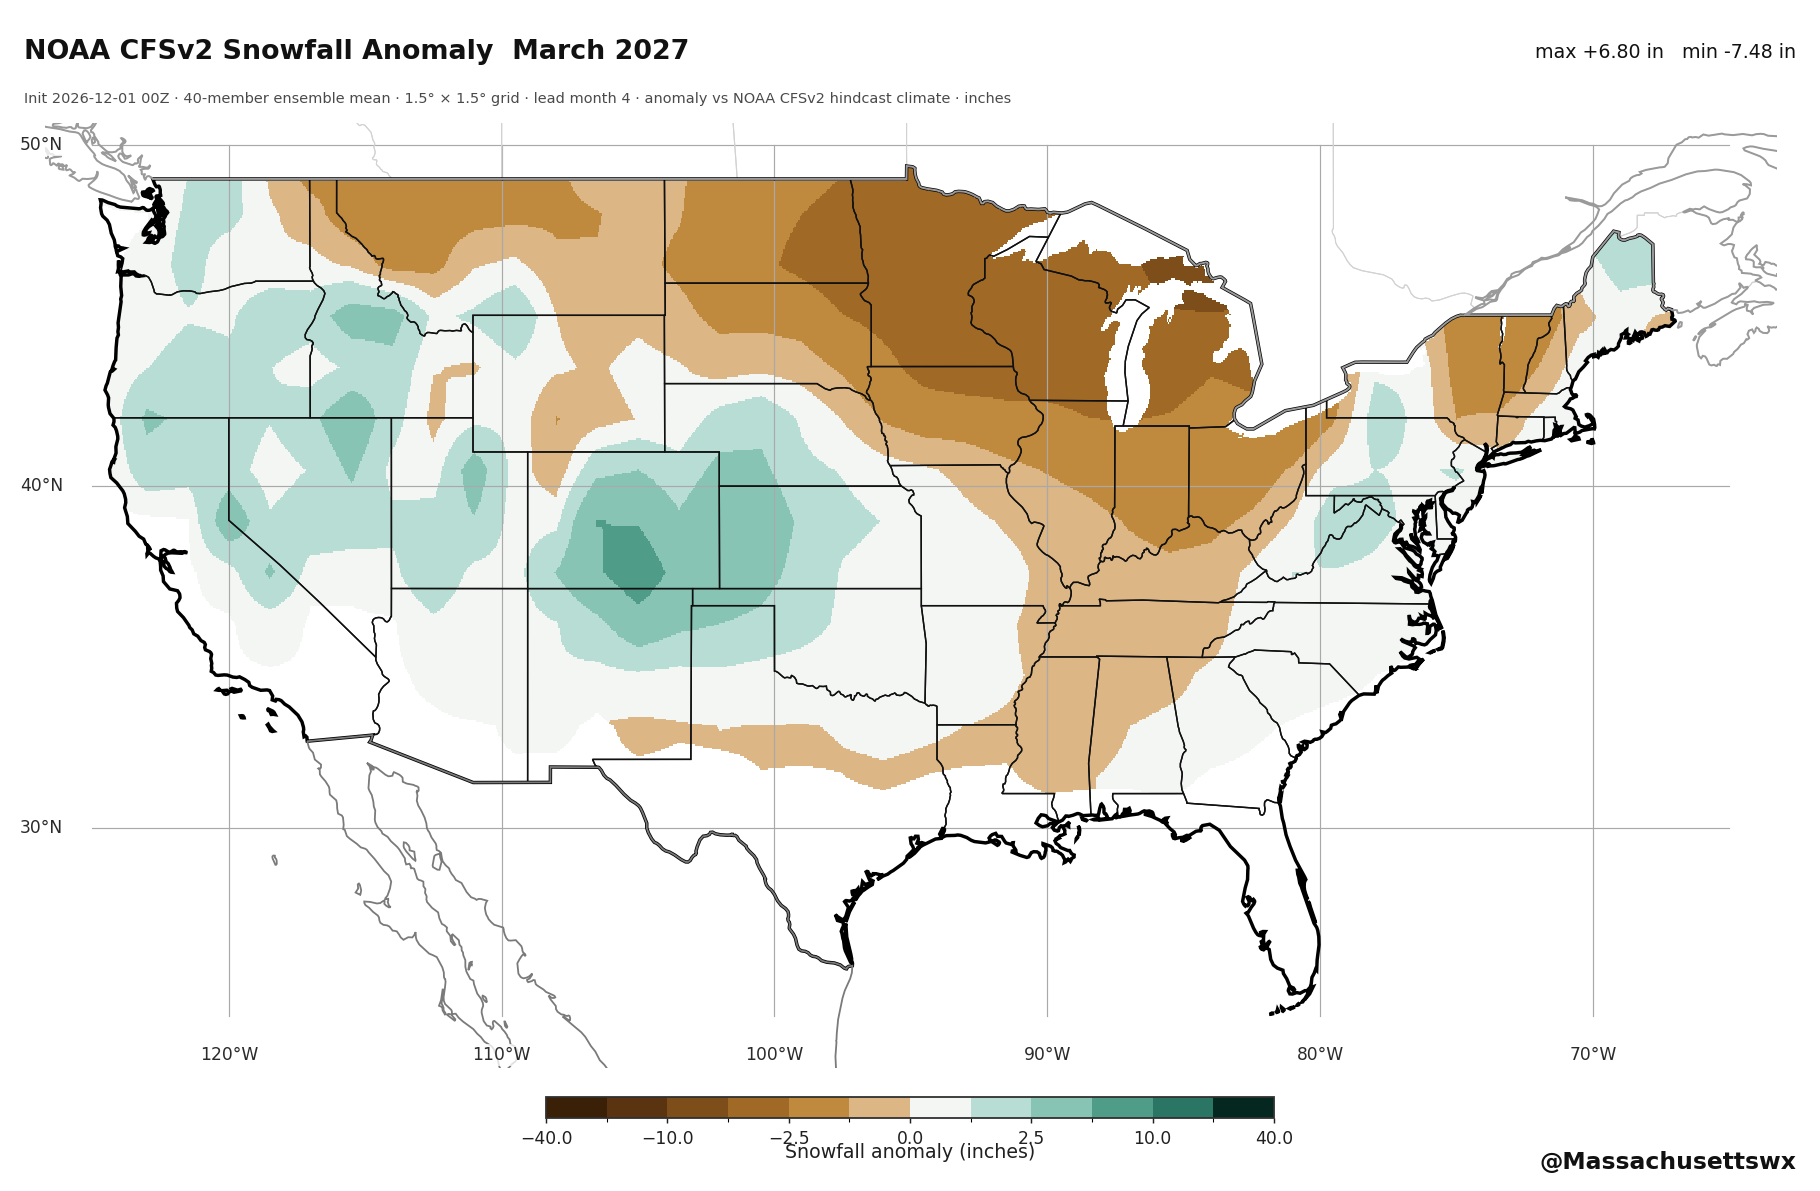 NOAA CFSv2 Snowfall Anomaly  March 2027
max +6.80 in   min -7.48 in
Init 2026-12-01 00Z · 40-member ensemble mean · 1.5° × 1.5° grid · lead month 4 · anomaly vs NOAA CFSv2 hindcast climate · inches
50°N
40°N
30°N
120°W 110°W 100°W 90°W 80°W 70°W
−40.0 −10.0 −2.5 0.0 2.5 10.0 40.0
Snowfall anomaly (inches)
@Massachusettswx